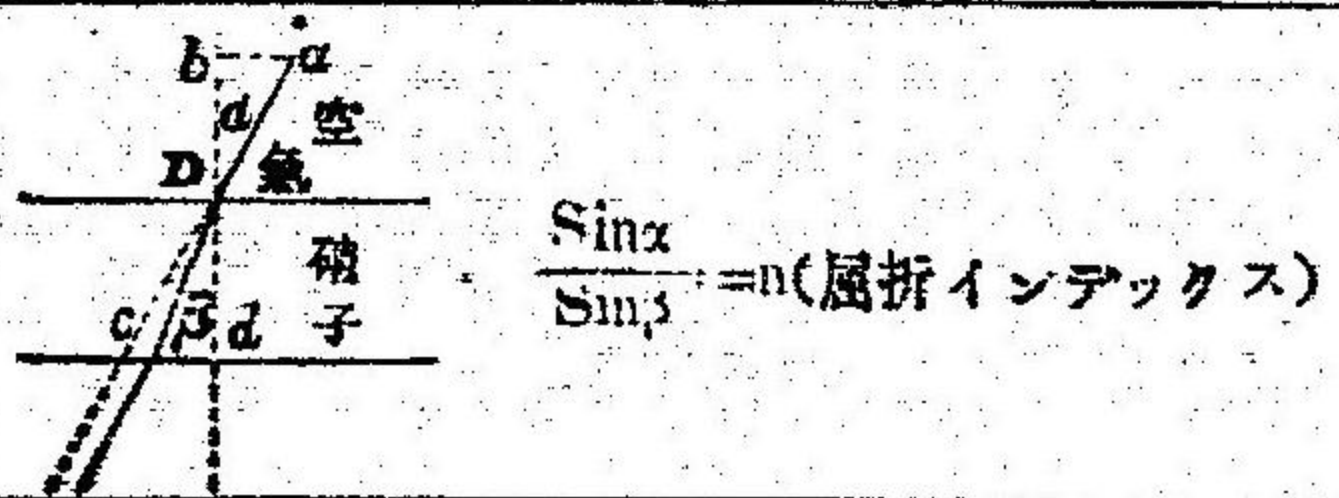 b a
d 空
D 氣
硝
c β d 子
Sinα
Sinβ
=n(屈折インデックス)